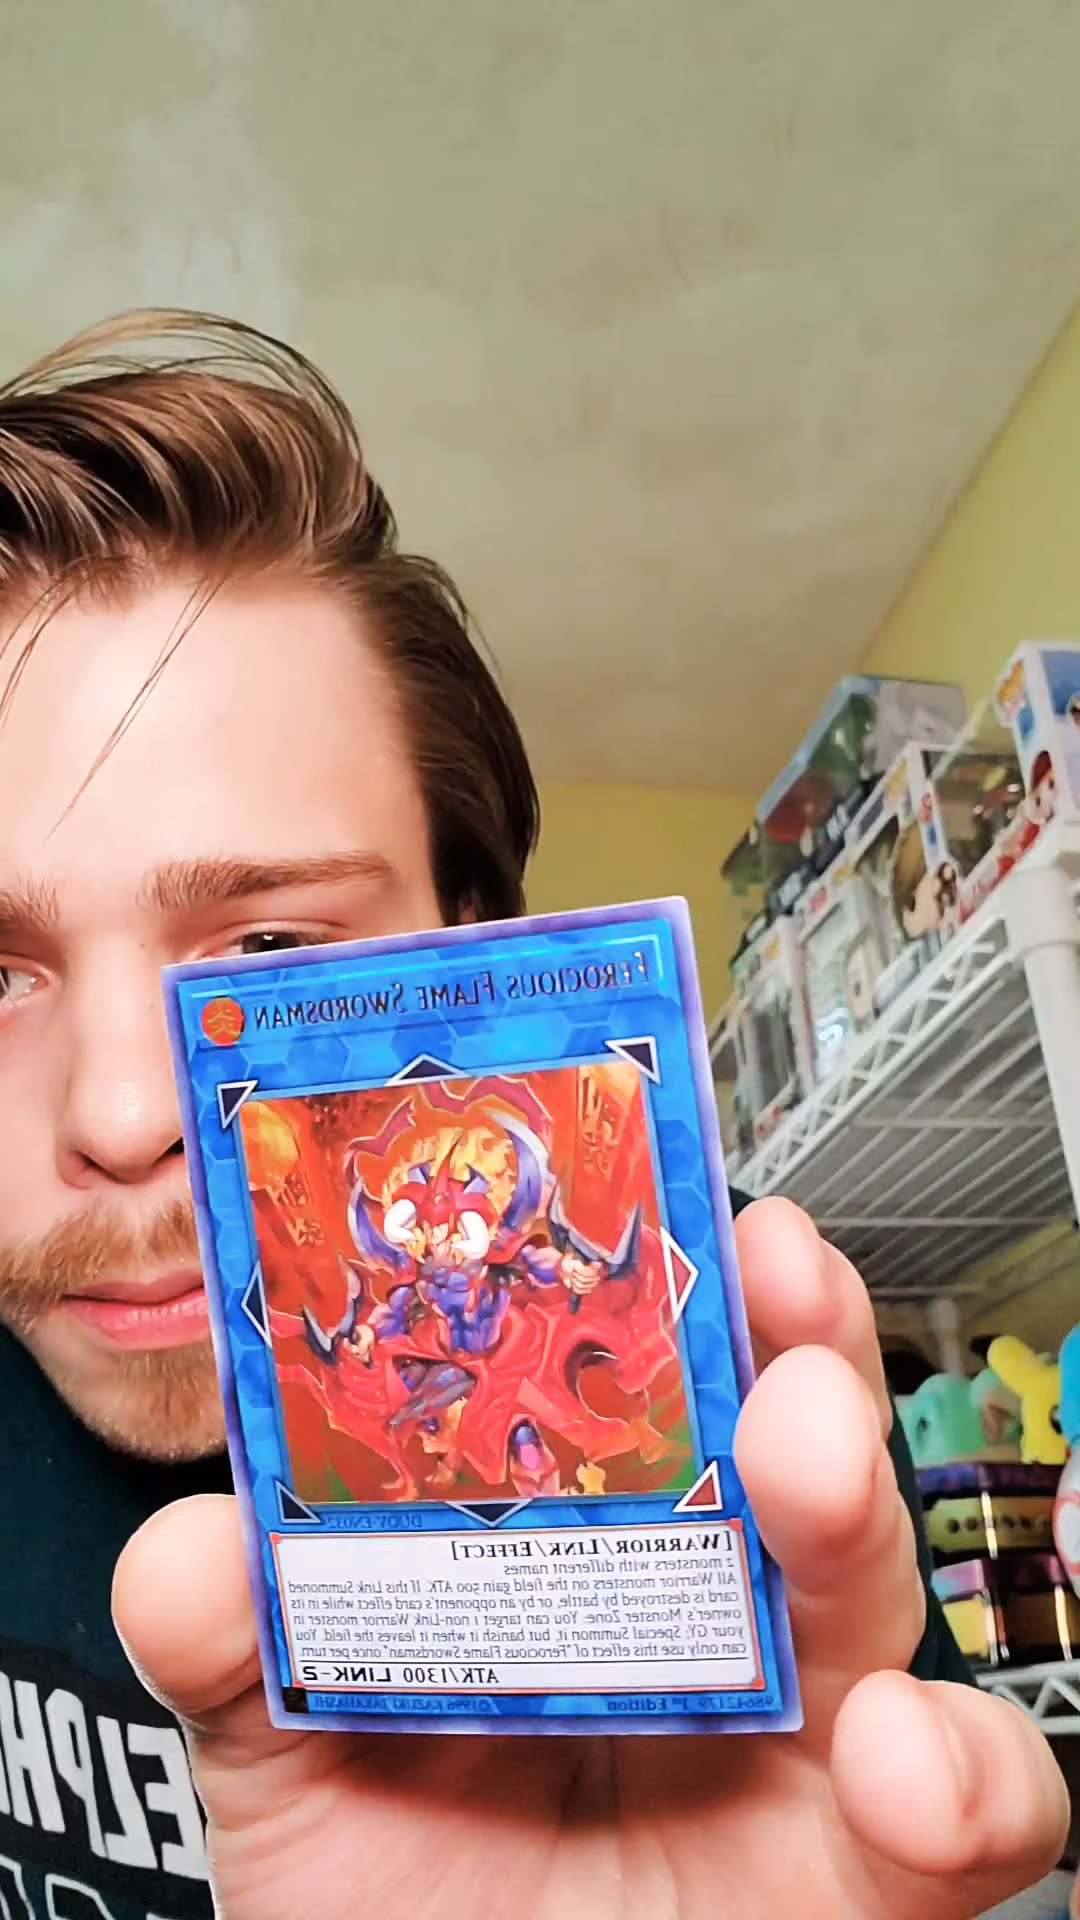 FEROCIOUS FLAME SWORDSMAN
炎
DUOV-EN032
[WARRIOR/LINK/EFFECT]
2 monsters with different names
All Warrior monsters on the field gain 500 ATK. If this Link Summoned
card is destroyed by battle, or by an opponent's card effect while in its
owner's Monster Zone: You can target 1 non-Link Warrior monster in
your GY; Special Summon it, but banish it when it leaves the field. You
can only use this effect of "Ferocious Flame Swordsman" once per turn.
ATK/1300 LINK-2
98642179 1st Edition ©1996 KAZUKI TAKAHASHI
ELPH